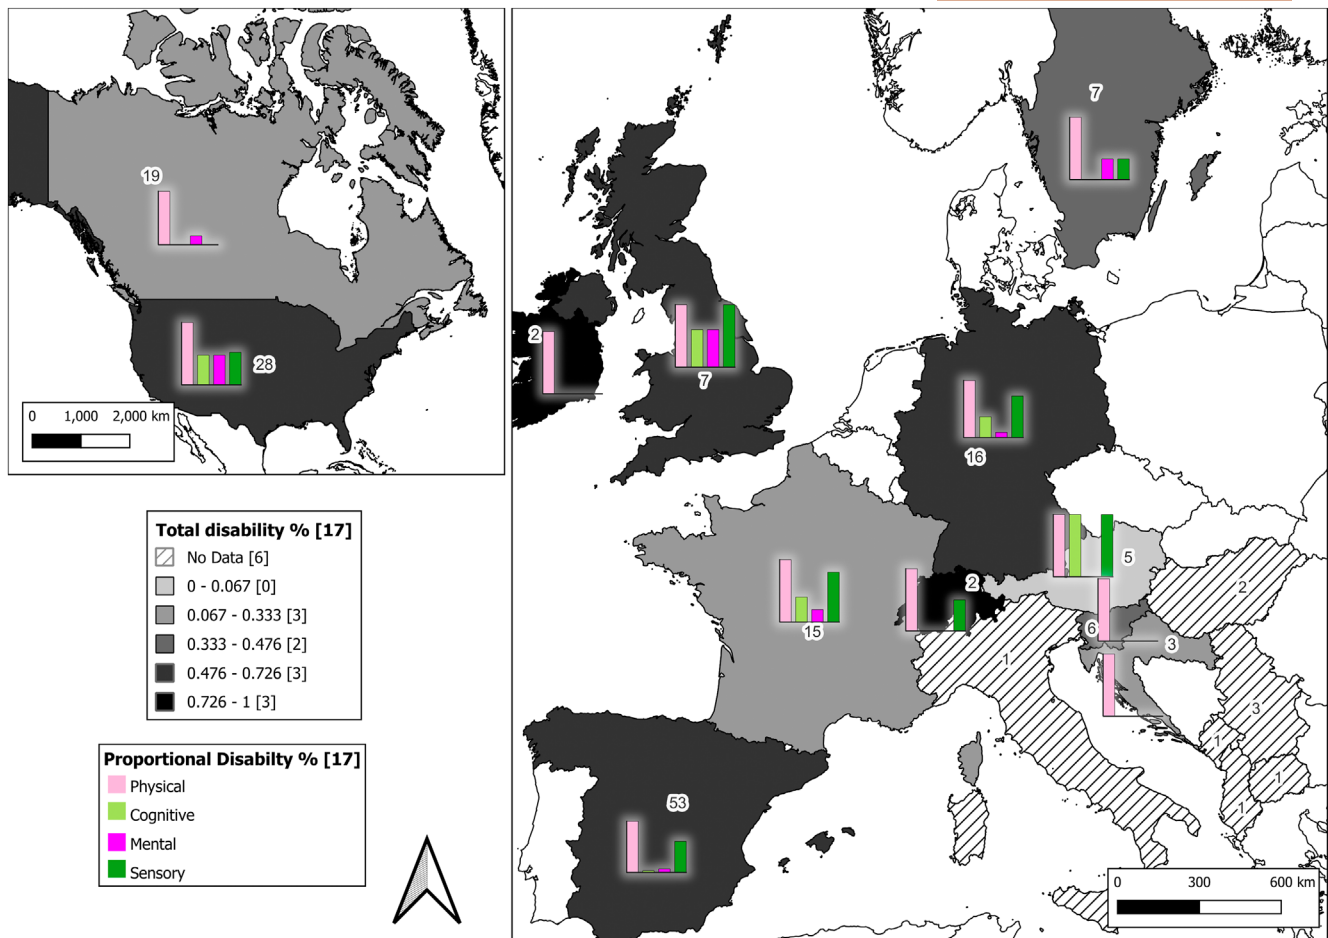 19
28
0 1,000 2,000 km
7
2
7
16
5
2
2
15
6
3
1
3
1
1
1
53
0 300 600 km
Total disability % [17]
No Data [6]
0 - 0.067 [0]
0.067 - 0.333 [3]
0.333 - 0.476 [2]
0.476 - 0.726 [3]
0.726 - 1 [3]
Proportional Disabilty % [17]
Physical
Cognitive
Mental
Sensory